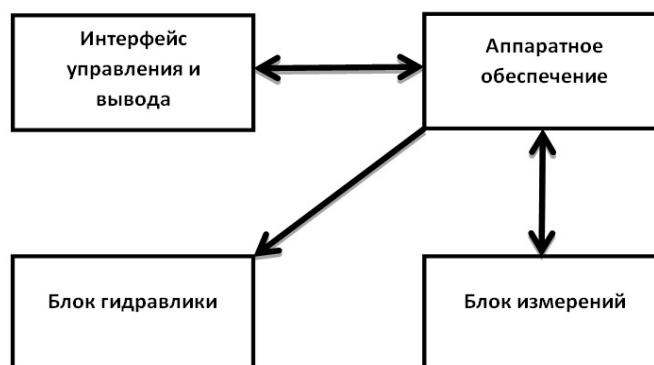 Интерфейс
управления и
вывода
Аппаратное
обеспечение
Блок гидравлики
Блок измерений